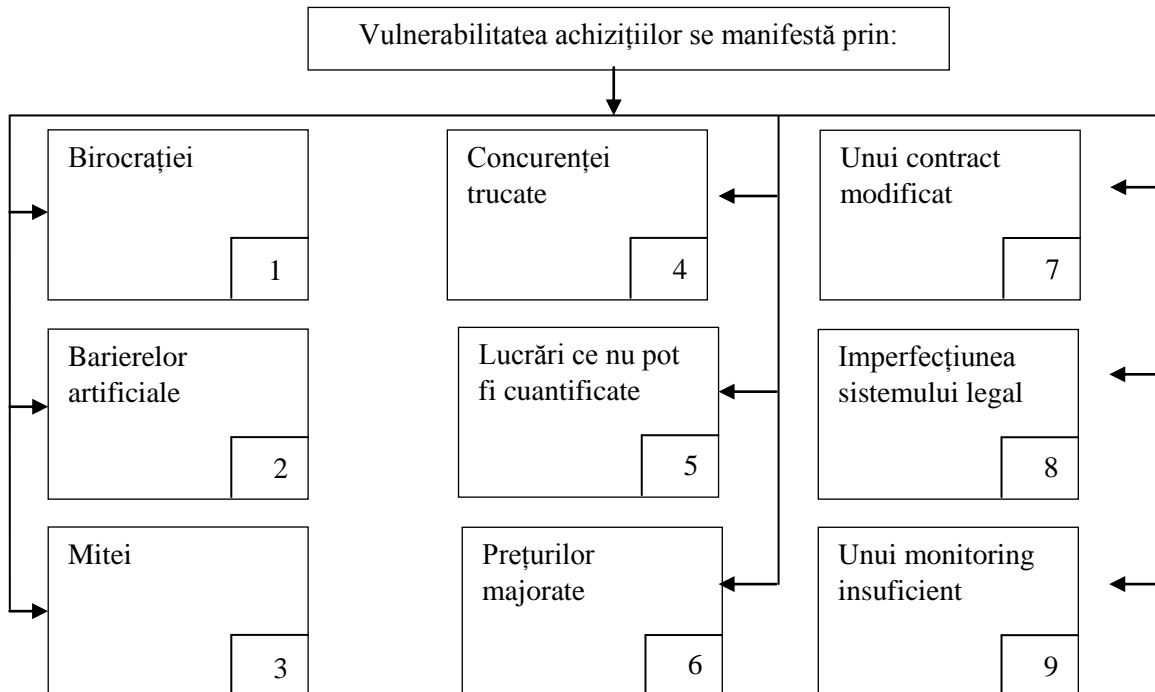 Vulnerabilitatea achizițiilor se manifestă prin:
Birocrației
1
Barierelor
artificiale
2
Mitei
3
Concurenței
trucate
4
Lucrări ce nu pot
fi cuantificate
5
Prețurilor
majorate
6
Unui contract
modificat
7
Imperfecțiunea
sistemului legal
8
Unui monitoring
insuficient
9